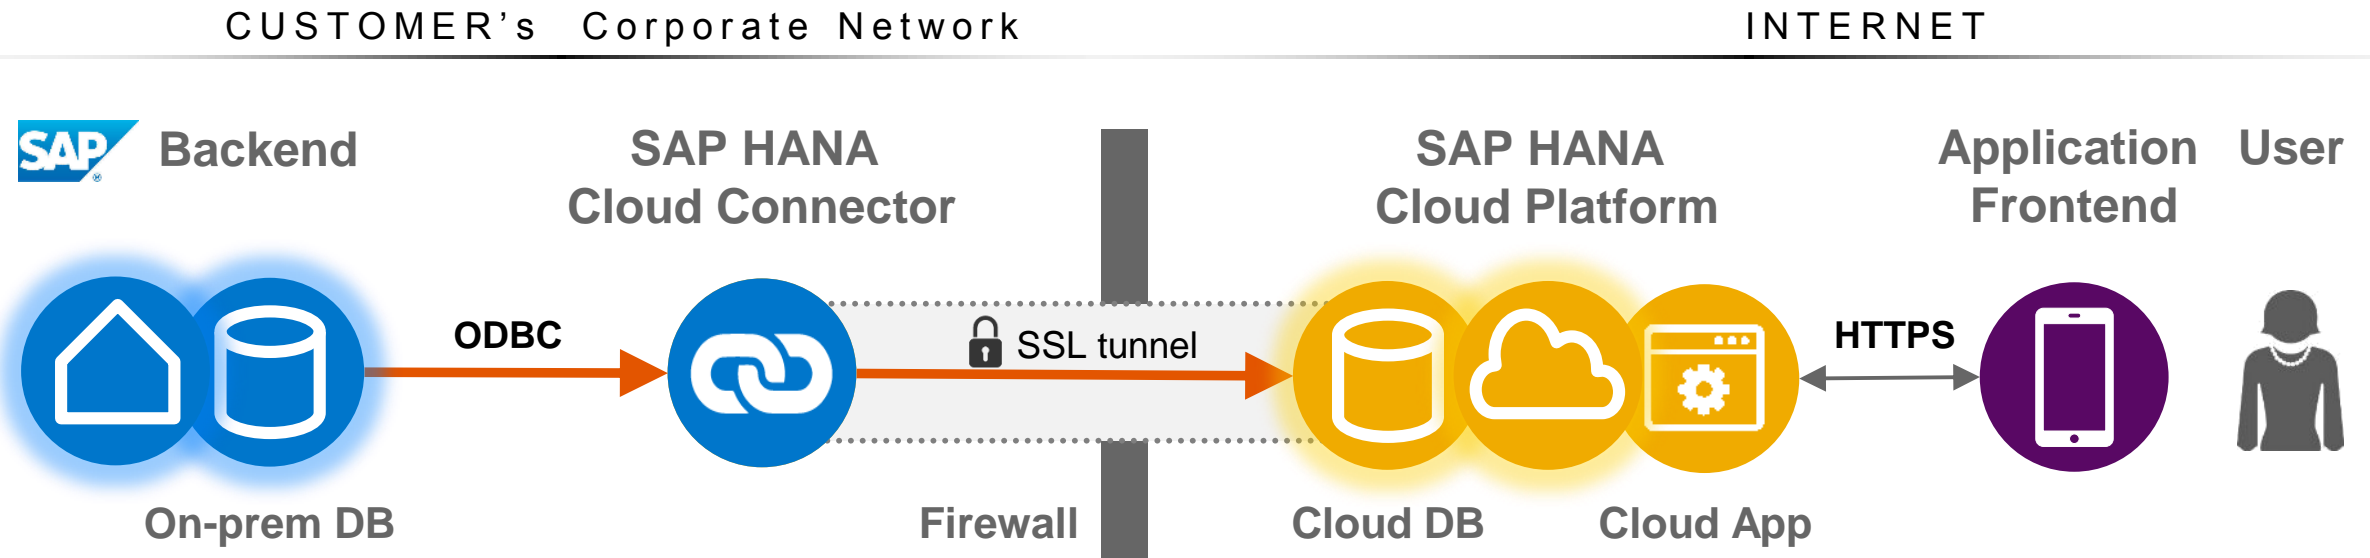 CUSTOMER's Corporate Network
INTERNET
SAP
Backend
SAP HANA
Cloud Connector
SAP HANA
Cloud Platform
Application
Frontend
User
ODBC
SSL tunnel
HTTPS
On-prem DB
Firewall
Cloud DB
Cloud App